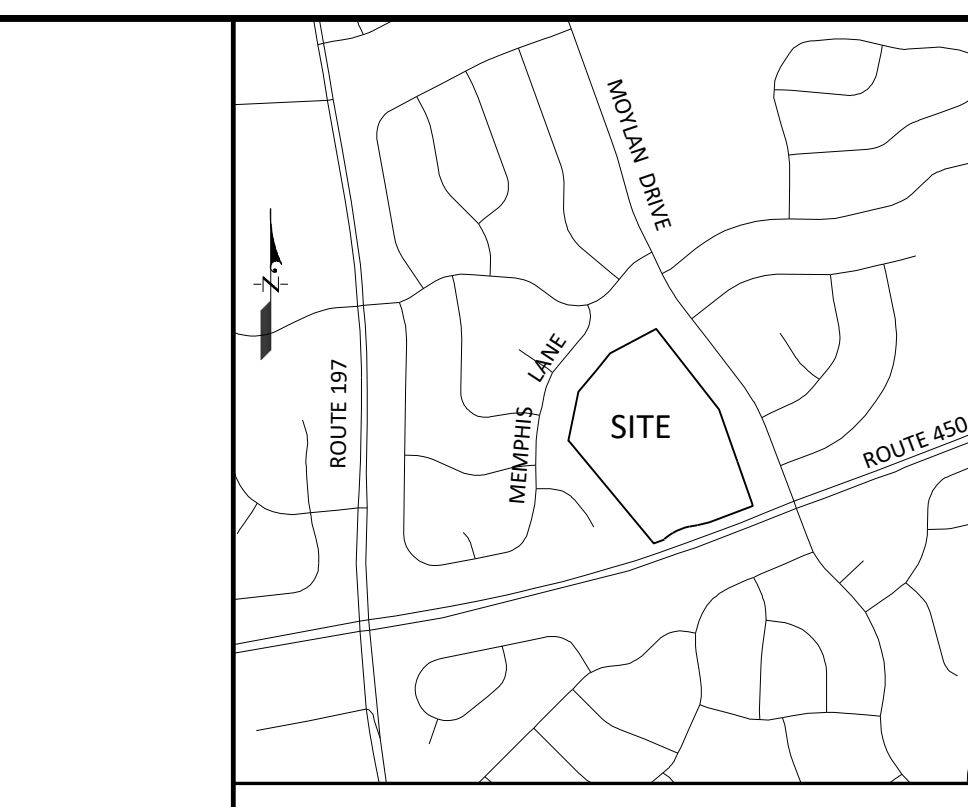 MOYLAN DRIVE
N
LANE
ROUTE 197
MEMPHIS
SITE
ROUTE 450